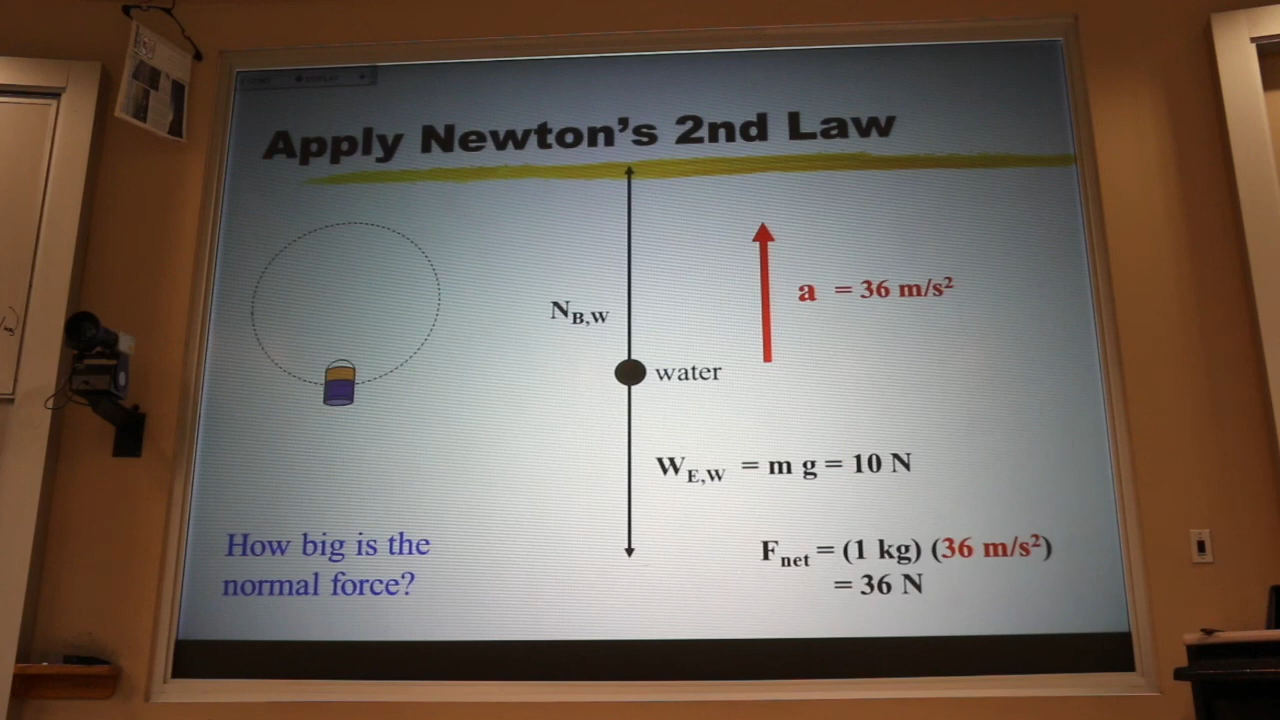 Apply Newton's 2nd Law
a = 36 m/s²
N_B,W
water
W_E,W = m g = 10 N
How big is the
normal force?
F_net = (1 kg) (36 m/s²)
= 36 N